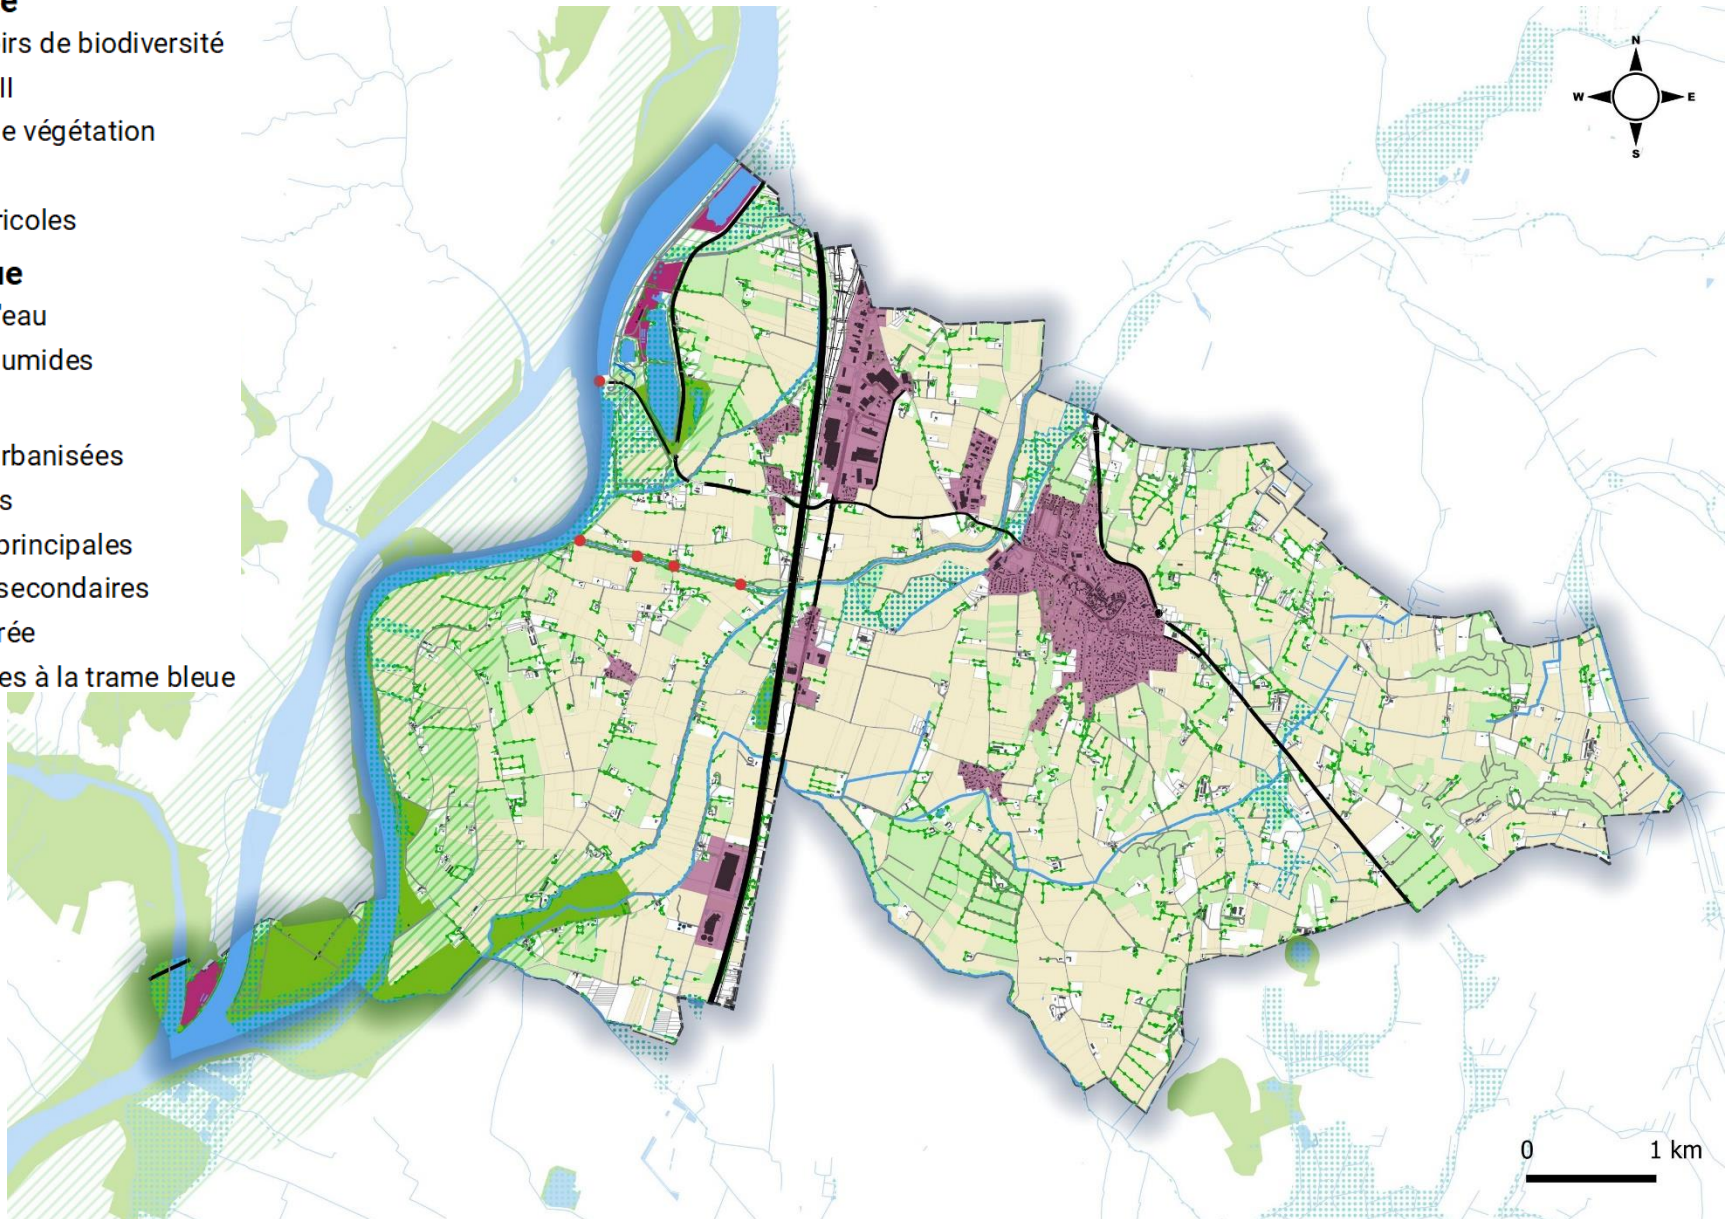 e
irs de biodiversité
II
e végétation
ricoles
ue
'eau
umides
rbanisées
s
principales
secondaires
rée
es à la trame bleue
N
W E
S
0 1 km